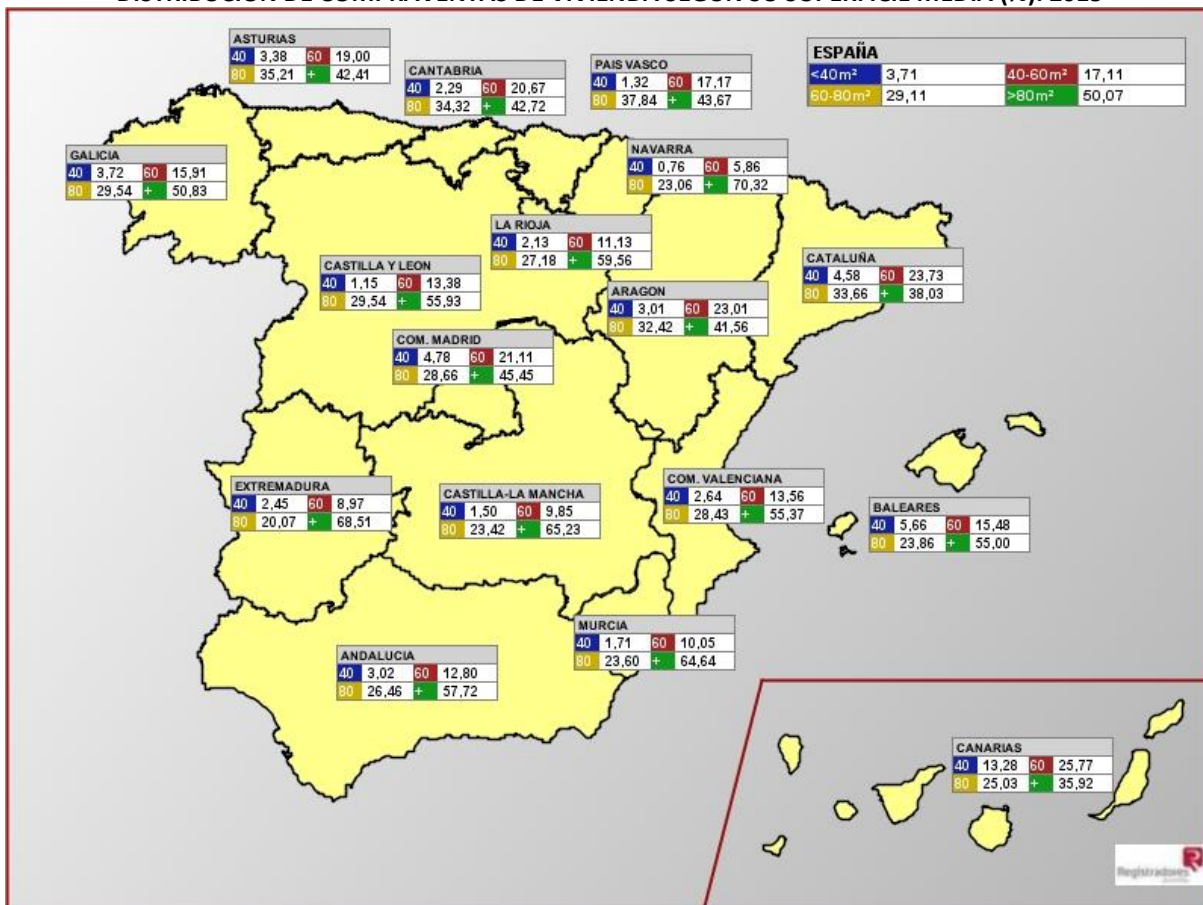 DISTRIBUCIÓN DE COMPRAVENTAS DE VIVIENDA SEGÚN SU SUPERFICIE MEDIA (%).
ASTURIAS
40 3,38 60 19,00
80 35,21 + 42,41
CANTABRIA
40 2,29 60 20,67
80 34,32 + 42,72
PAIS VASCO
40 1,32 60 17,17
80 37,84 + 43,67
ESPAÑA
<40m² 3,71 40-60m² 17,11
60-80m² 29,11 >80m² 50,07
GALICIA
40 3,72 60 15,91
80 29,54 + 50,83
NAVARRA
40 0,76 60 5,86
80 23,06 + 70,32
LA RIOJA
40 2,13 60 11,13
80 27,18 + 59,56
CASTILLA Y LEON
40 1,15 60 13,38
80 29,54 + 55,93
CATALUÑA
40 4,58 60 23,73
80 33,66 + 38,03
ARAGON
40 3,01 60 23,01
80 32,42 + 41,56
COM. MADRID
40 4,78 60 21,11
80 28,66 + 45,45
EXTREMADURA
40 2,45 60 8,97
80 20,07 + 68,51
CASTILLA-LA MANCHA
40 1,50 60 9,85
80 23,42 + 65,23
COM. VALENCIANA
40 2,64 60 13,56
80 28,43 + 55,37
BALEARES
40 5,66 60 15,48
80 23,86 + 55,00
MURCIA
40 1,71 60 10,05
80 23,60 + 64,64
ANDALUCIA
40 3,02 60 12,80
80 26,46 + 57,72
CANARIAS
40 13,28 60 25,77
80 25,03 + 35,92
Registradores